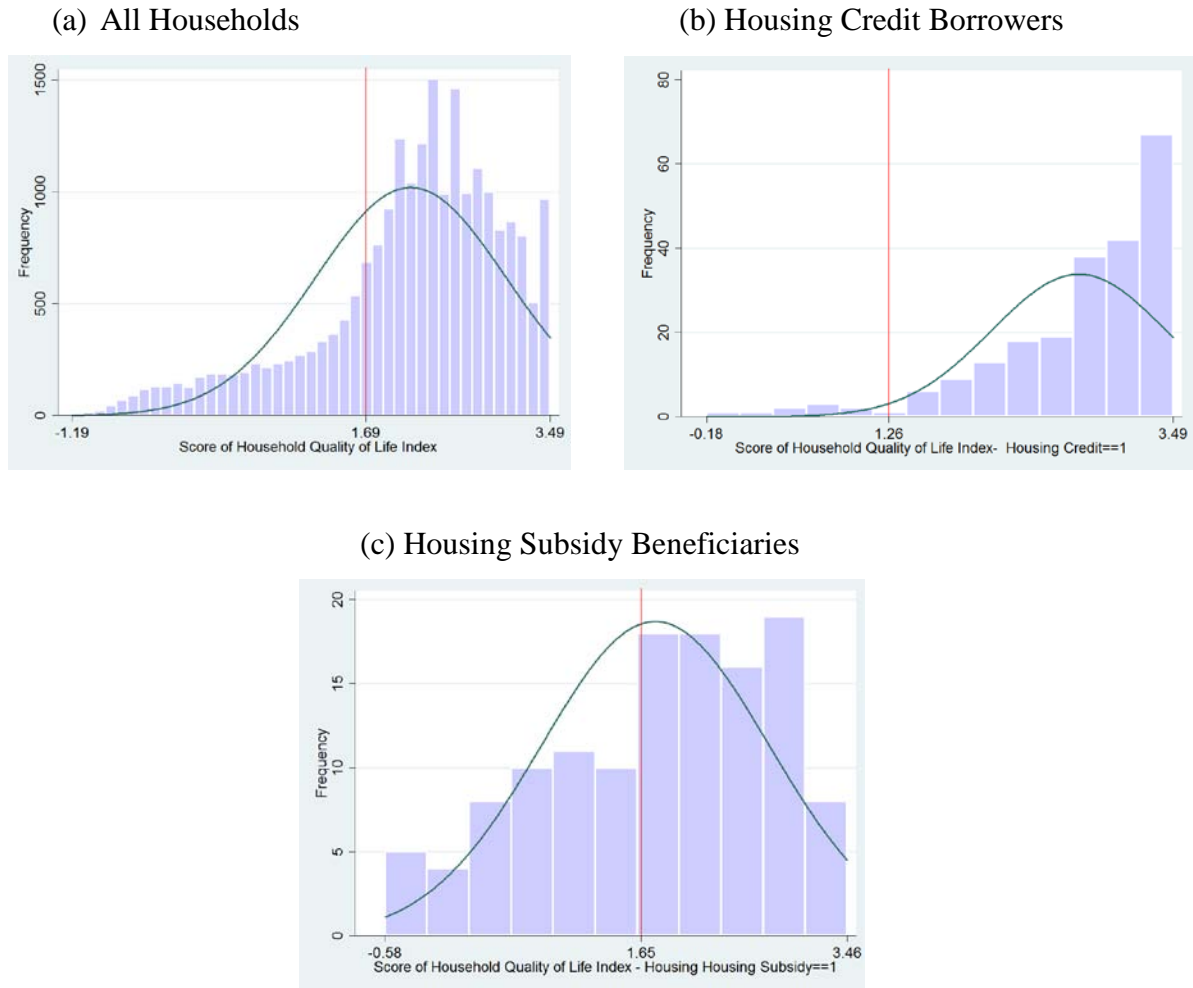 (a) All Households
1500
1000
500
0
Frequency
-1.19 1.69 3.49
Score of Household Quality of Life Index
(b) Housing Credit Borrowers
80
60
40
20
0
Frequency
-0.18 1.26 3.49
Score of Household Quality of Life Index- Housing Credit==1
(c) Housing Subsidy Beneficiaries
20
15
10
5
0
Frequency
-0.58 1.65 3.46
Score of Household Quality of Life Index - Housing Housing Subsidy==1